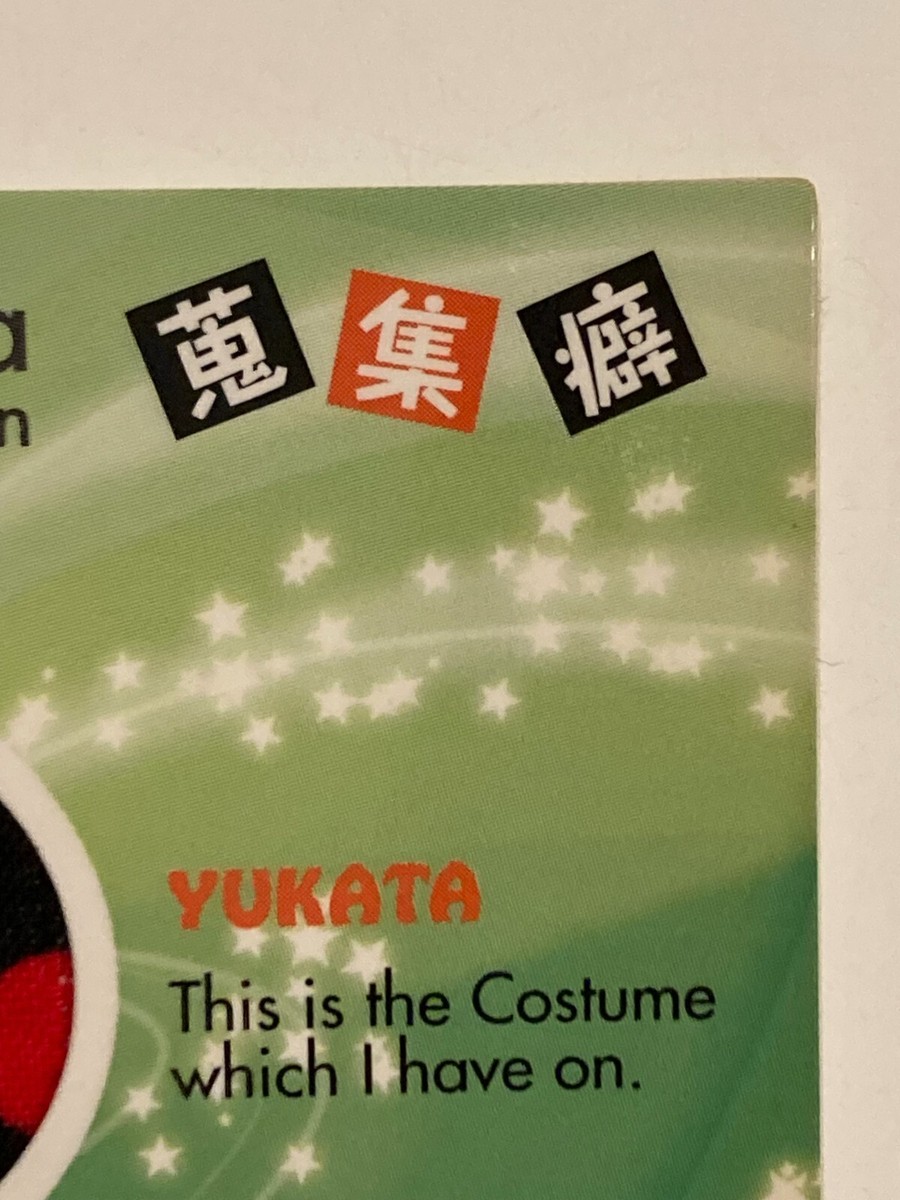 a
n
蒐集癖
YUKATA
This is the Costume
which I have on.